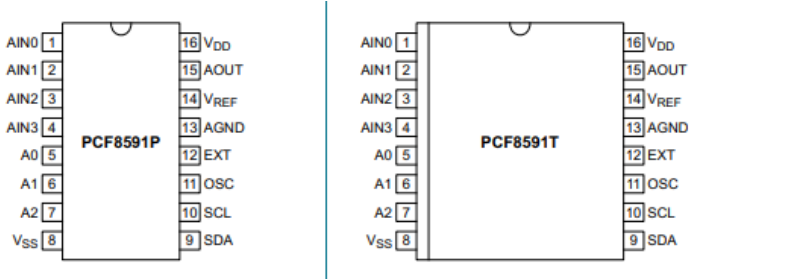 AIN0 1 16 VDD AIN0 1 16 VDD
AIN1 2 15 AOUT AIN1 2 15 AOUT
AIN2 3 14 VREF AIN2 3 14 VREF
AIN3 4 13 AGND AIN3 4 13 AGND
PCF8591P PCF8591T
A0 5 12 EXT A0 5 12 EXT
A1 6 11 OSC A1 6 11 OSC
A2 7 10 SCL A2 7 10 SCL
VSS 8 9 SDA VSS 8 9 SDA